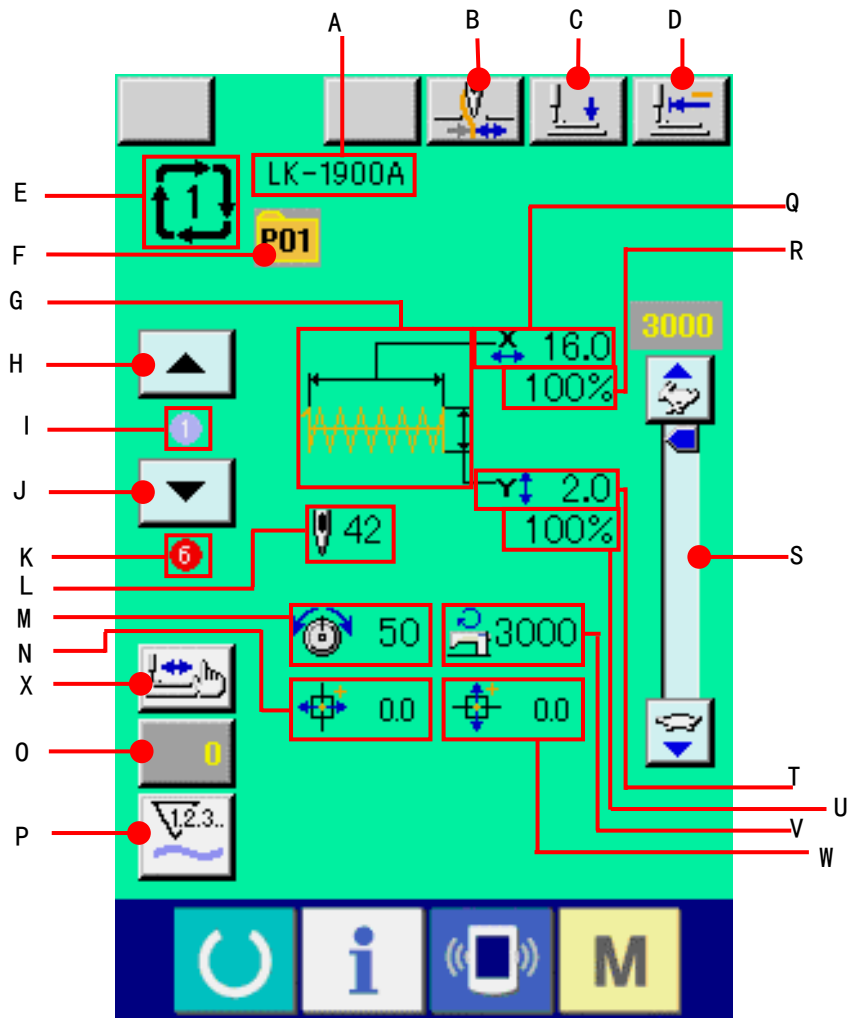 A B C D
E LK-1900A Q
1
F P01 R
G X 16.0 3000
H 100%
I 1
J Y 2.0
K 6 100% S
L 42
M 50 3000
N
X 0.0 0.0
O 0 T
U
P 1.2.3.. V
W
i M